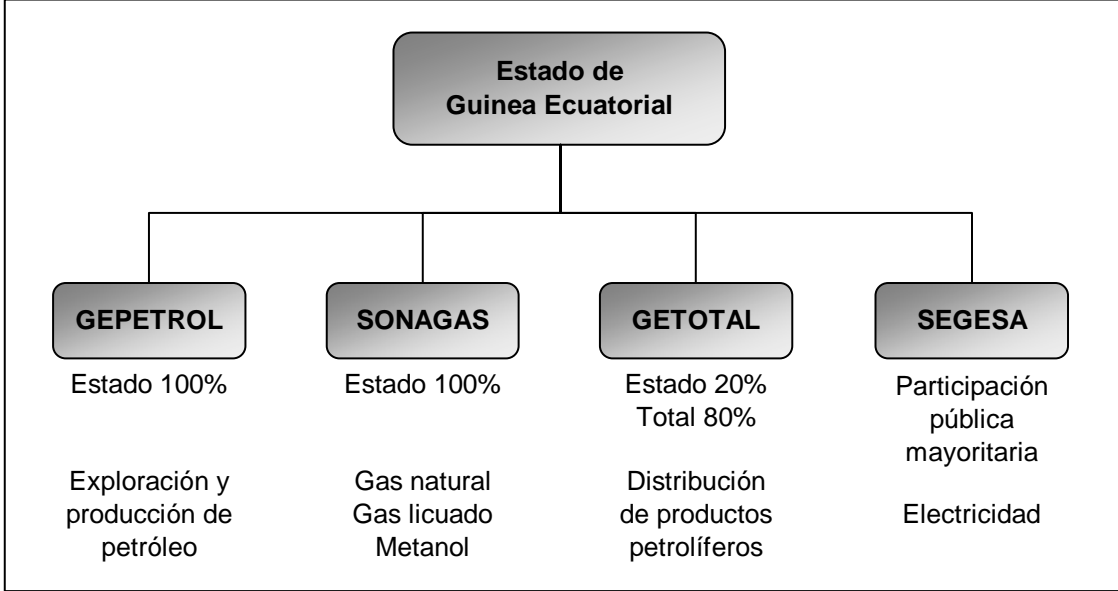 Estado de
Guinea Ecuatorial
GEPETROL
Estado 100%
Exploración y
producción de
petróleo
SONAGAS
Estado 100%
Gas natural
Gas licuado
Metanol
GETOTAL
Estado 20%
Total 80%
Distribución
de productos
petrolíferos
SEGESA
Participación
pública
mayoritaria
Electricidad